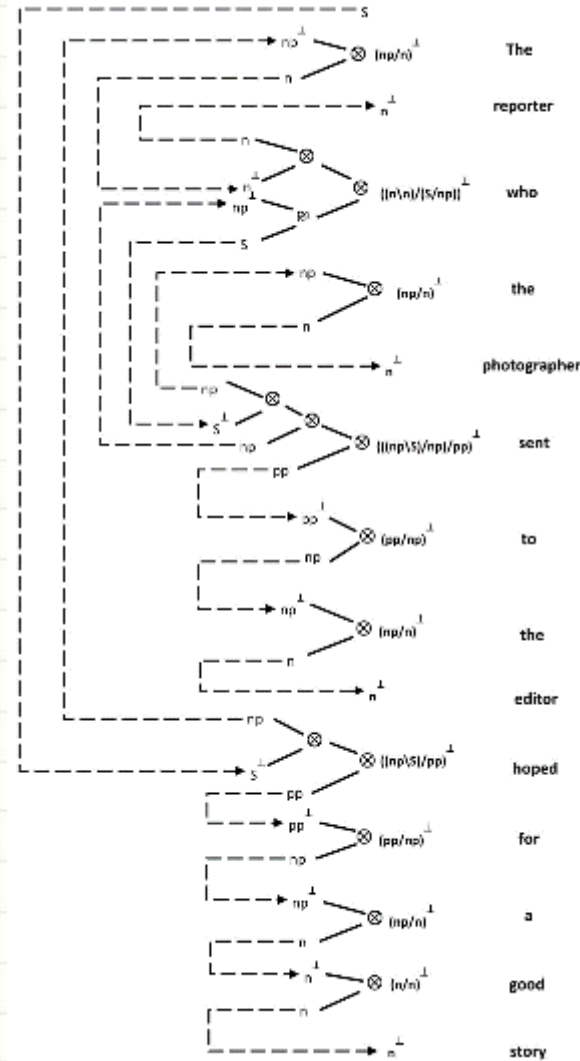 S
np⊥
⊗ (np/n)⊥ The
n
n⊥ reporter
n
⊗
n⊥ ⊗ ((n\n)/(S/np))⊥ who
np⊥
⅋
S
np
⊗ (np/n)⊥ the
n
n⊥ photographer
np
⊗
S⊥ ⊗
np ⊗ (((np\S)/np)/pp)⊥ sent
pp
pp⊥
⊗ (pp/np)⊥ to
np
np⊥
⊗ (np/n)⊥ the
n
n⊥ editor
np
⊗
S⊥ ⊗ ((np\S)/pp)⊥ hoped
pp
pp⊥
⊗ (pp/np)⊥ for
np
np⊥
⊗ (np/n)⊥ a
n
n⊥ ⊗ (n/n)⊥ good
n
n⊥ story